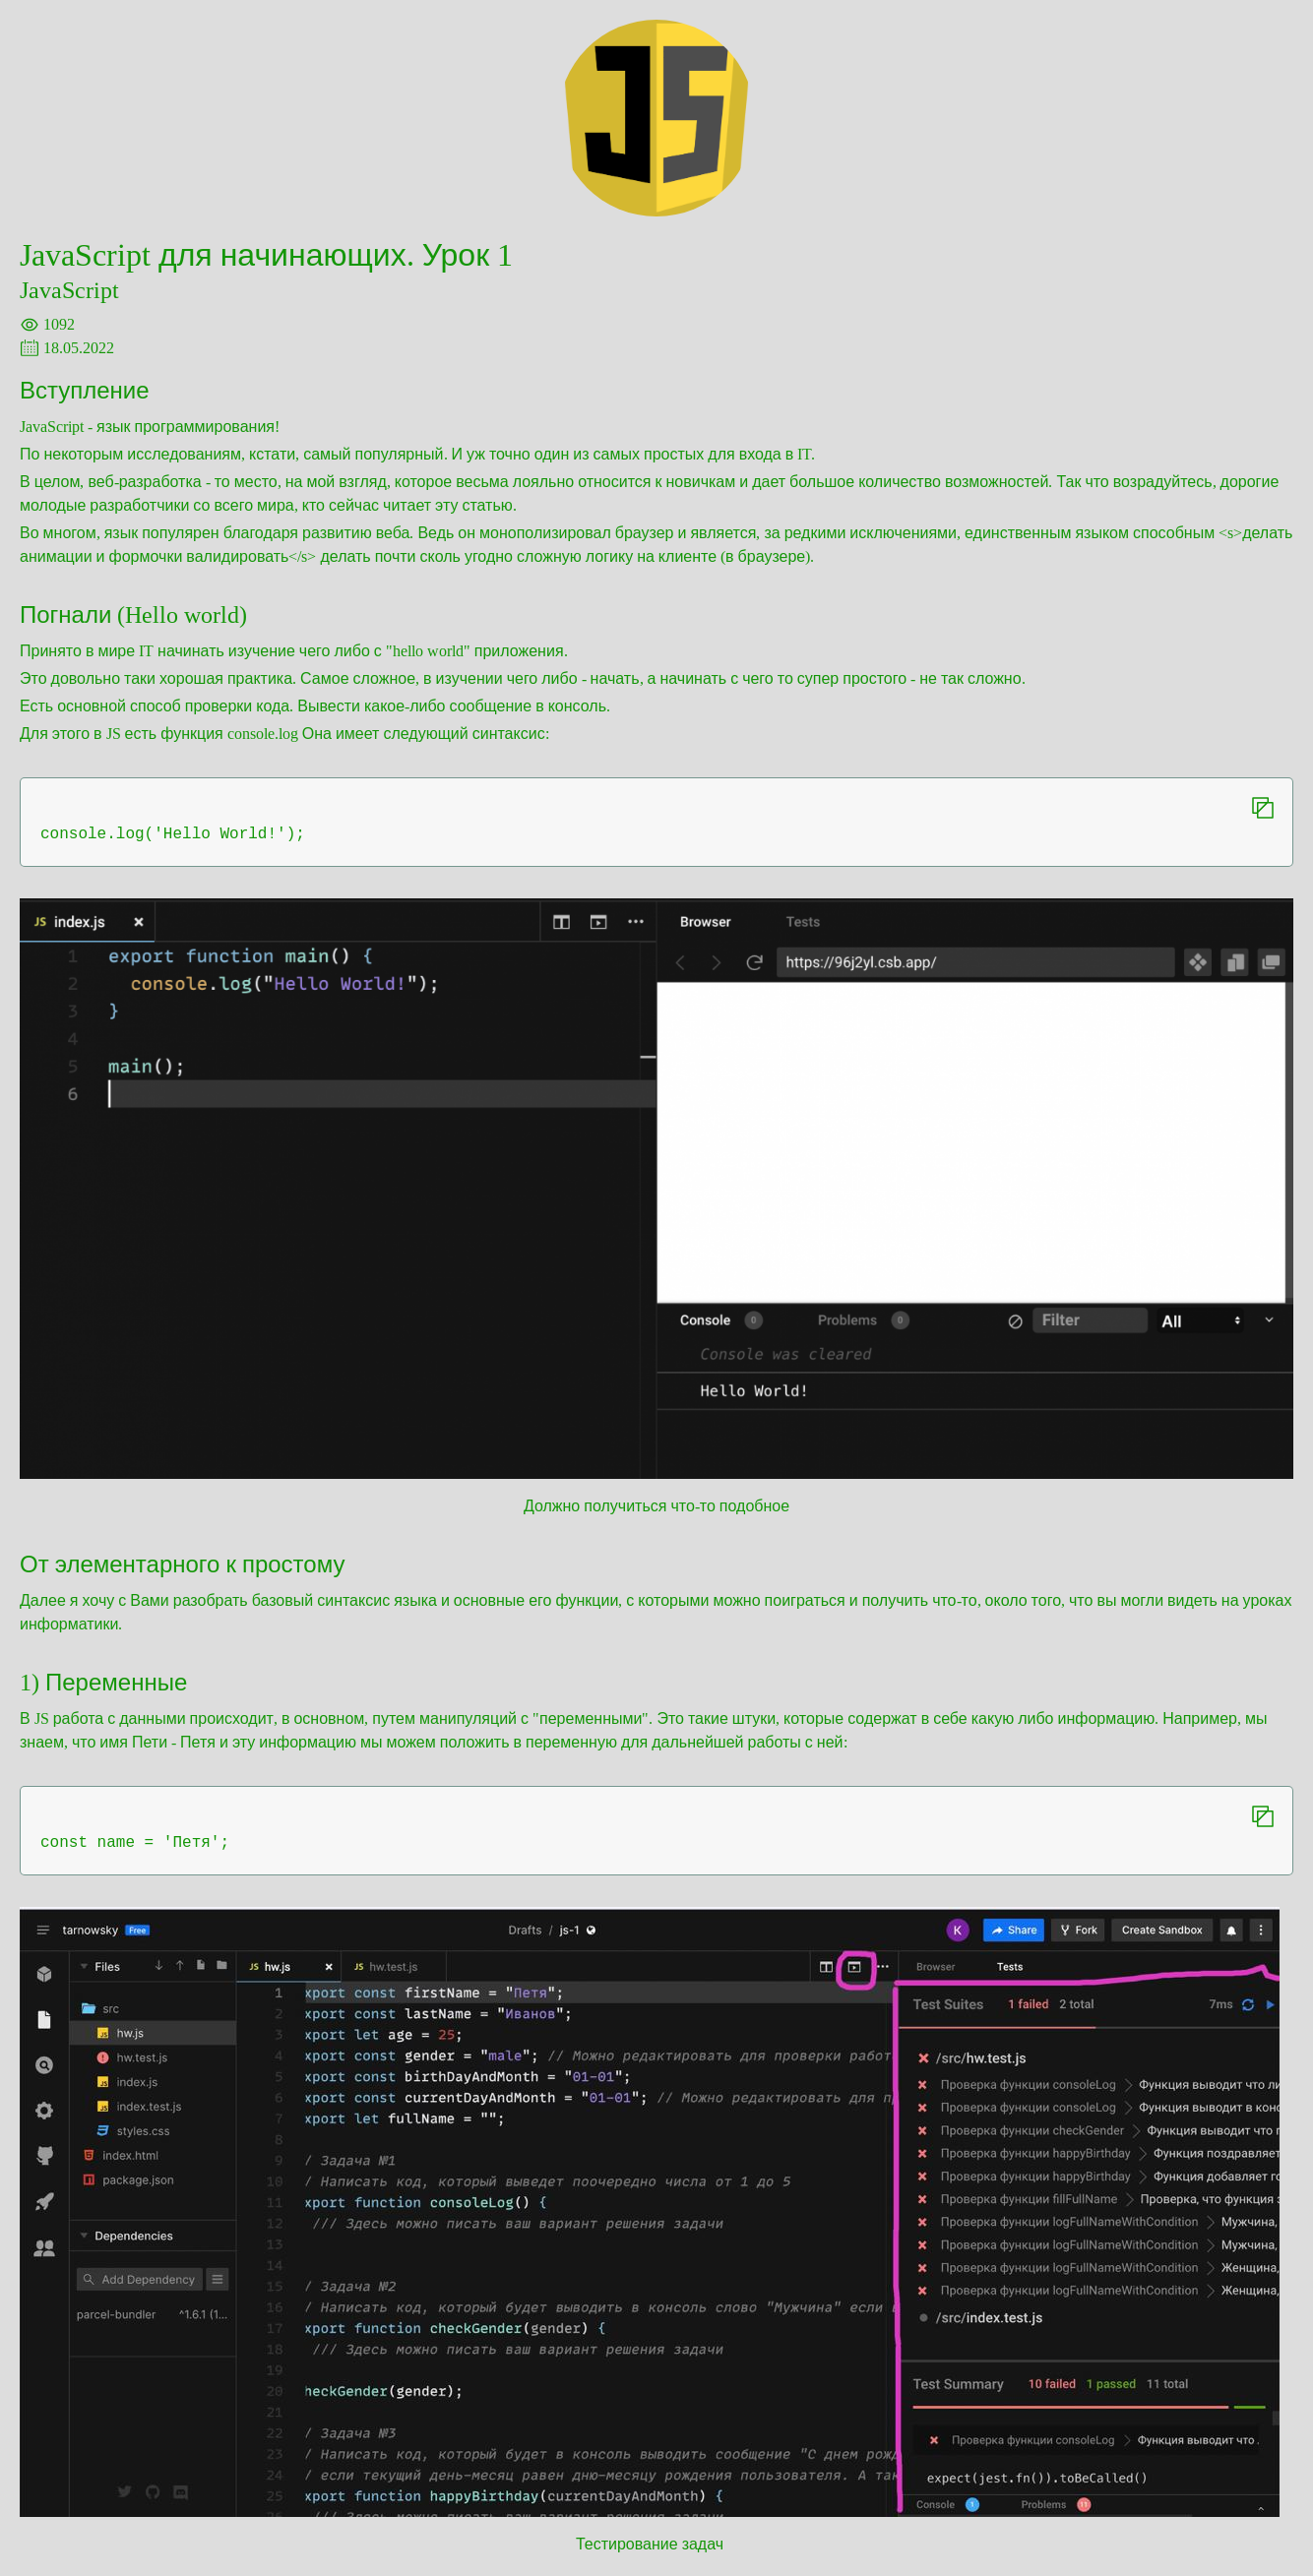 JS
JavaScript для начинающих. Урок 1
JavaScript
1092
18.05.2022
Вступление
JavaScript - язык программирования!
По некоторым исследованиям, кстати, самый популярный. И уж точно один из самых простых для входа в IT.
В целом, веб-разработка - то место, на мой взгляд, которое весьма лояльно относится к новичкам и дает большое количество возможностей. Так что возрадуйтесь, дорогие
молодые разработчики со всего мира, кто сейчас читает эту статью.
Во многом, язык популярен благодаря развитию веба. Ведь он монополизировал браузер и является, за редкими исключениями, единственным языком способным <s>делать
анимации и формочки валидировать</s> делать почти сколь угодно сложную логику на клиенте (в браузере).
Погнали (Hello world)
Принято в мире IT начинать изучение чего либо с "hello world" приложения.
Это довольно таки хорошая практика. Самое сложное, в изучении чего либо - начать, а начинать с чего то супер простого - не так сложно.
Есть основной способ проверки кода. Вывести какое-либо сообщение в консоль.
Для этого в JS есть функция console.log Она имеет следующий синтаксис:
console.log('Hello World!');
JS index.js
Browser Tests
https://96j2yl.csb.app/
1 export function main() {
2 console.log("Hello World!");
3 }
4
5 main();
6
Console 0 Problems 0 Filter All
Console was cleared
Hello World!
Должно получиться что-то подобное
От элементарного к простому
Далее я хочу с Вами разобрать базовый синтаксис языка и основные его функции, с которыми можно поиграться и получить что-то, около того, что вы могли видеть на уроках
информатики.
1) Переменные
В JS работа с данными происходит, в основном, путем манипуляций с "переменными". Это такие штуки, которые содержат в себе какую либо информацию. Например, мы
знаем, что имя Пети - Петя и эту информацию мы можем положить в переменную для дальнейшей работы с ней:
const name = 'Петя';
tarnowsky Free Drafts / js-1 K Share Fork Create Sandbox
Files
src
hw.js
hw.test.js
index.js
index.test.js
styles.css
index.html
package.json
Dependencies
Add Dependency
parcel-bundler ^1.6.1 (1...
JS hw.js JS hw.test.js
1 xport const firstName = "Петя";
2 xport const lastName = "Иванов";
3 xport let age = 25;
4 xport const gender = "male"; // Можно редактировать для проверки работ
5 xport const birthDayAndMonth = "01-01";
6 xport const currentDayAndMonth = "01-01"; // Можно редактировать для п
7 xport let fullName = "";
8
9 / Задача №1
10 / Написать код, который выведет поочередно числа от 1 до 5
11 xport function consoleLog() {
12 /// Здесь можно писать ваш вариант решения задачи
13
14
15 / Задача №2
16 / Написать код, который будет выводить в консоль слово "Мужчина" если
17 xport function checkGender(gender) {
18 /// Здесь можно писать ваш вариант решения задачи
19
20 heckGender(gender);
21
22 / Задача №3
23 / Написать код, который будет в консоль выводить сообщение "С днем рожд
24 / если текущий день-месяц равен дню-месяцу рождения пользователя. А так
25 xport function happyBirthday(currentDayAndMonth) {
26 /// Здесь можно писать ваш вариант решения задачи
Browser Tests
Test Suites 1 failed 2 total 7ms
/src/hw.test.js
Проверка функции consoleLog Функция выводит что ли
Проверка функции consoleLog Функция выводит в конс
Проверка функции checkGender Функция выводит что
Проверка функции happyBirthday Функция поздравляет
Проверка функции happyBirthday Функция добавляет го
Проверка функции fillFullName Проверка, что функция
Проверка функции logFullNameWithCondition Мужчина,
Проверка функции logFullNameWithCondition Мужчина,
Проверка функции logFullNameWithCondition Женщина,
Проверка функции logFullNameWithCondition Женщина,
/src/index.test.js
Test Summary 10 failed 1 passed 11 total
Проверка функции consoleLog Функция выводит что .
expect(jest.fn()).toBeCalled()
Console 1 Problems 11
Тестирование задач